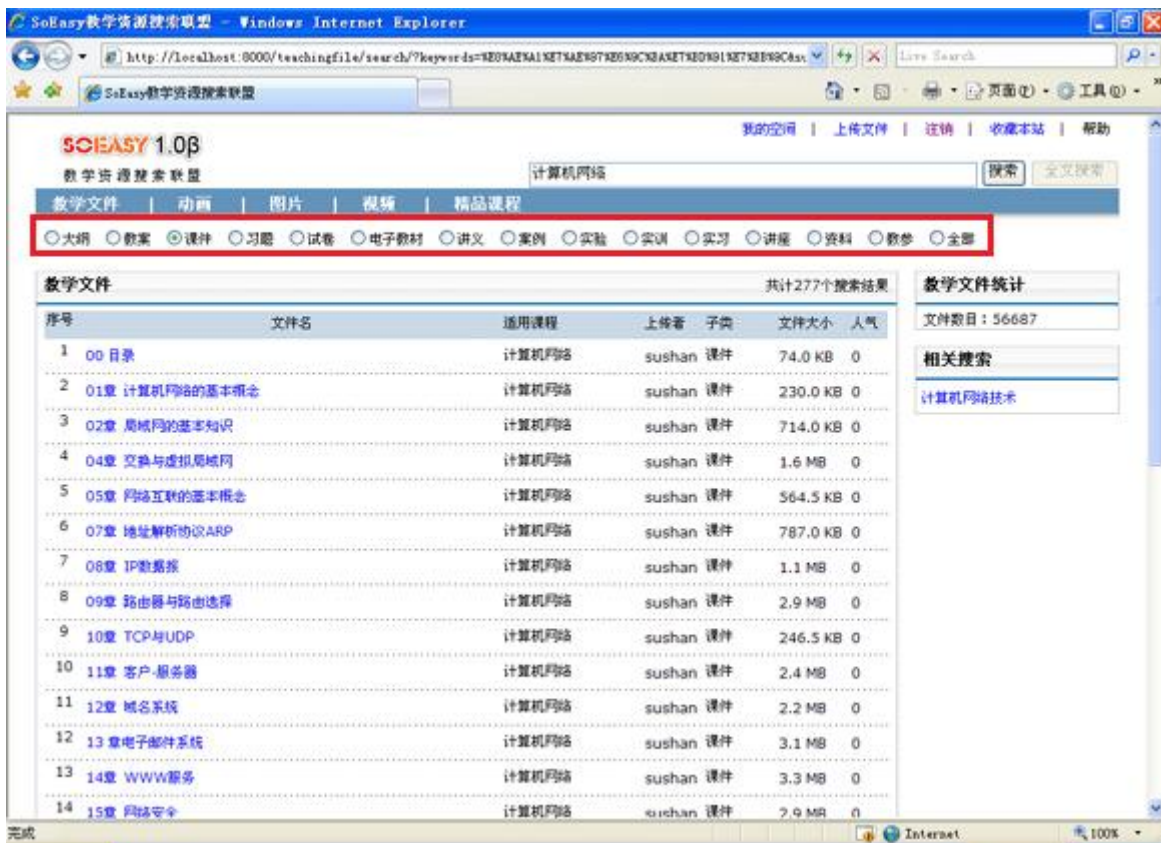 SoEasy教学资源搜索联盟 - Windows Internet Explorer
Live Search
SoEasy教学资源搜索联盟 页面(P) 工具(O)
我的空间 | 上传文件 | 注销 | 收藏本站 | 帮助
SOEASY 1.0β
教学资源搜索联盟
计算机网络 搜索 全文搜索
教学文件 | 动画 | 图片 | 视频 | 精品课程
大纲 教案 课件 习题 试卷 电子教材 讲义 案例 实验 实训 实习 讲座 资料 教参 全部
教学文件 共计277个搜索结果 教学文件统计
序号 文件名 适用课程 上传者 子类 文件大小 人气 文件数目：56687
1 00 目录 计算机网络 sushan 课件 74.0 KB 0 相关搜索
2 01章 计算机网络的基本概念 计算机网络 sushan 课件 230.0 KB 0 计算机网络技术
3 02章 局域网的基本知识 计算机网络 sushan 课件 714.0 KB 0
4 04章 交换与虚拟局域网 计算机网络 sushan 课件 1.6 MB 0
5 05章 网络互联的基本概念 计算机网络 sushan 课件 564.5 KB 0
6 07章 地址解析协议ARP 计算机网络 sushan 课件 787.0 KB 0
7 08章 IP数据报 计算机网络 sushan 课件 1.1 MB 0
8 09章 路由器与路由选择 计算机网络 sushan 课件 2.9 MB 0
9 10章 TCP与UDP 计算机网络 sushan 课件 246.5 KB 0
10 11章 客户-服务器 计算机网络 sushan 课件 2.4 MB 0
11 12章 域名系统 计算机网络 sushan 课件 2.2 MB 0
12 13 章电子邮件系统 计算机网络 sushan 课件 3.1 MB 0
13 14章 WWW服务 计算机网络 sushan 课件 3.3 MB 0
14 15章 网络安全 计算机网络 sushan 课件 2.9 MB 0
完成 Internet 100%